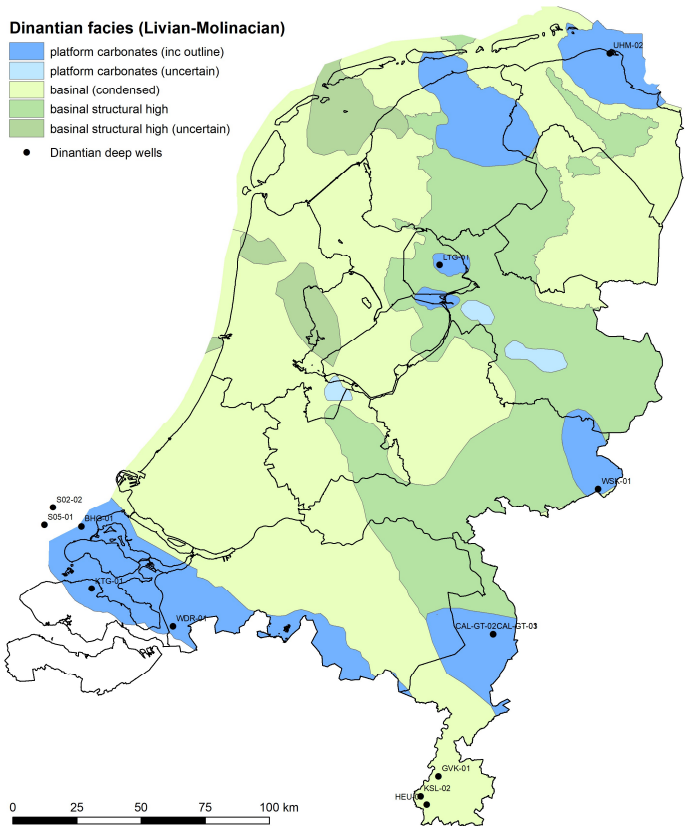 Dinantian facies (Livian-Molinacian)
platform carbonates (inc outline)
platform carbonates (uncertain)
basinal (condensed)
basinal structural high
basinal structural high (uncertain)
Dinantian deep wells
UHM-02
LTG-01
WSK-01
S02-02
S05-01
BHG-01
KTG-01
WDR-01
CAL-GT-02CAL-GT-03
GVK-01
KSL-02
0 25 50 75 100 km